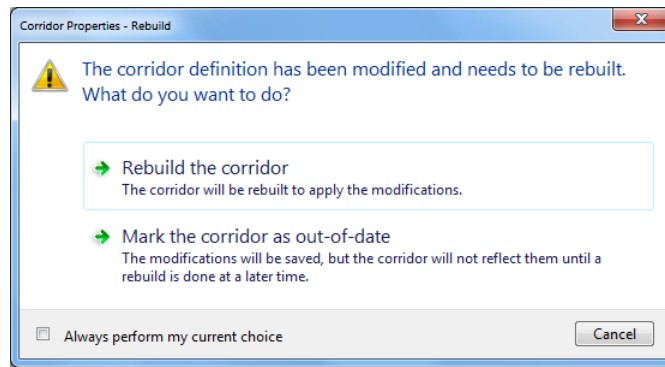 Corridor Properties - Rebuild
The corridor definition has been modified and needs to be rebuilt.
What do you want to do?
Rebuild the corridor
The corridor will be rebuilt to apply the modifications.
Mark the corridor as out-of-date
The modifications will be saved, but the corridor will not reflect them until a
rebuild is done at a later time.
Always perform my current choice
Cancel